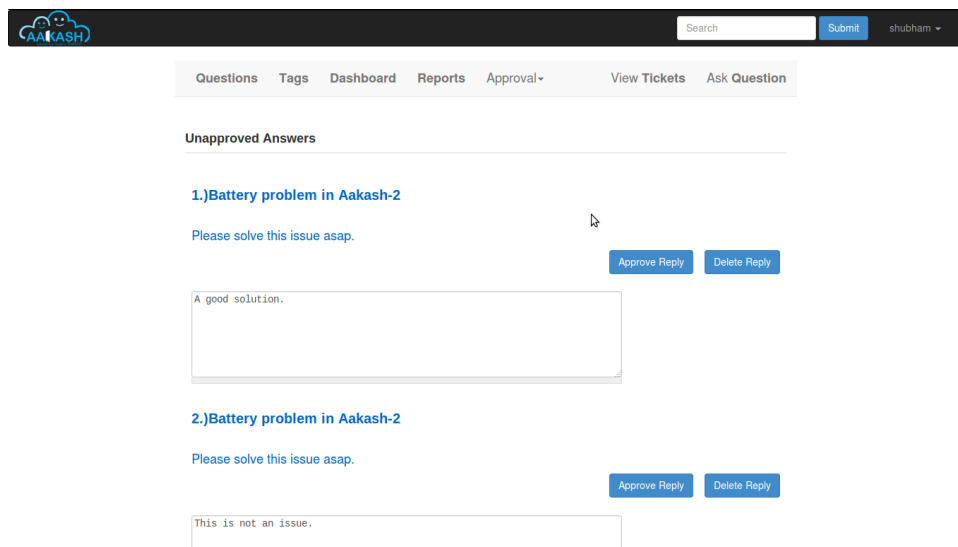 AAKASH
Search
Submit
shubham
Questions Tags Dashboard Reports Approval View Tickets Ask Question
Unapproved Answers
1.)Battery problem in Aakash-2
Please solve this issue asap.
Approve Reply Delete Reply
A good solution.
2.)Battery problem in Aakash-2
Please solve this issue asap.
Approve Reply Delete Reply
This is not an issue.